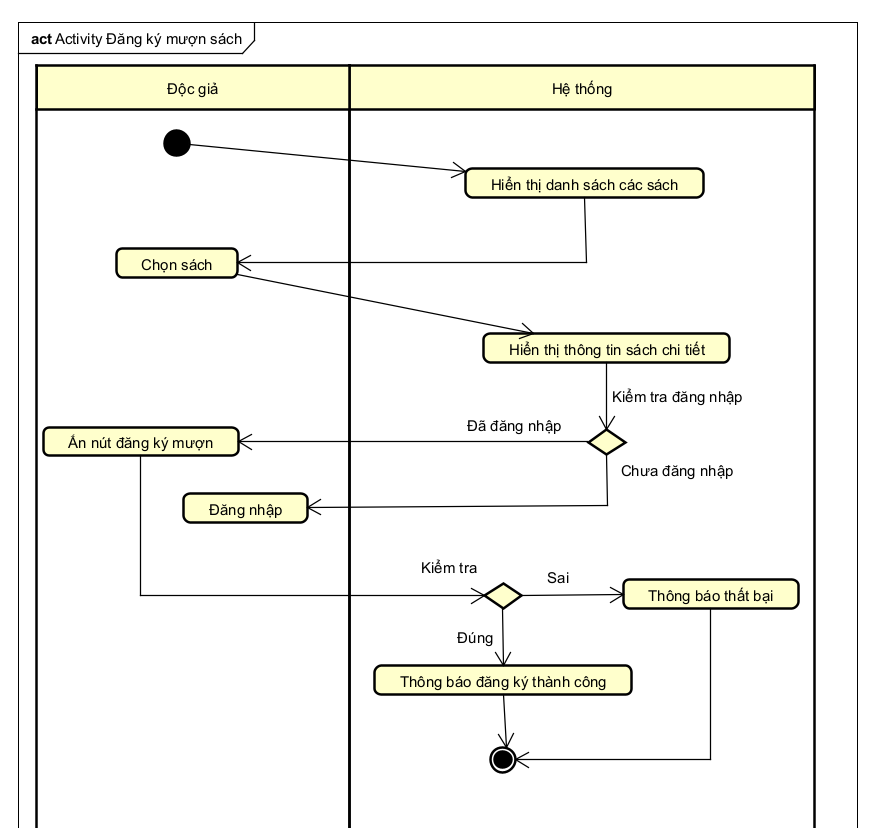 act Activity Đăng ký mượn sách
Độc giả
Hệ thống
Hiển thị danh sách các sách
Chọn sách
Hiển thị thông tin sách chi tiết
Kiểm tra đăng nhập
Đã đăng nhập
Ấn nút đăng ký mượn
Chưa đăng nhập
Đăng nhập
Kiểm tra
Sai
Thông báo thất bại
Đúng
Thông báo đăng ký thành công